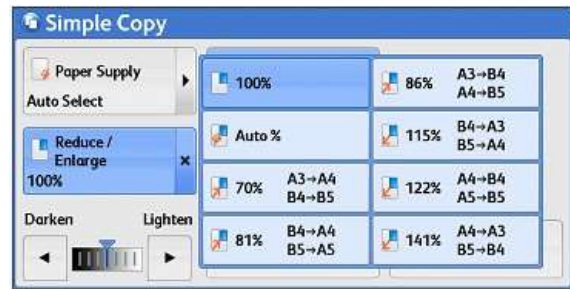 Simple Copy
Paper Supply
Auto Select
Reduce /
Enlarge
100%
Darken Lighten
100%
Auto %
70% A3→A4
B4→B5
81% B4→A4
B5→A5
86% A3→B4
A4→B5
115% B4→A3
B5→A4
122% A4→B4
A5→B5
141% A4→A3
B5→B4